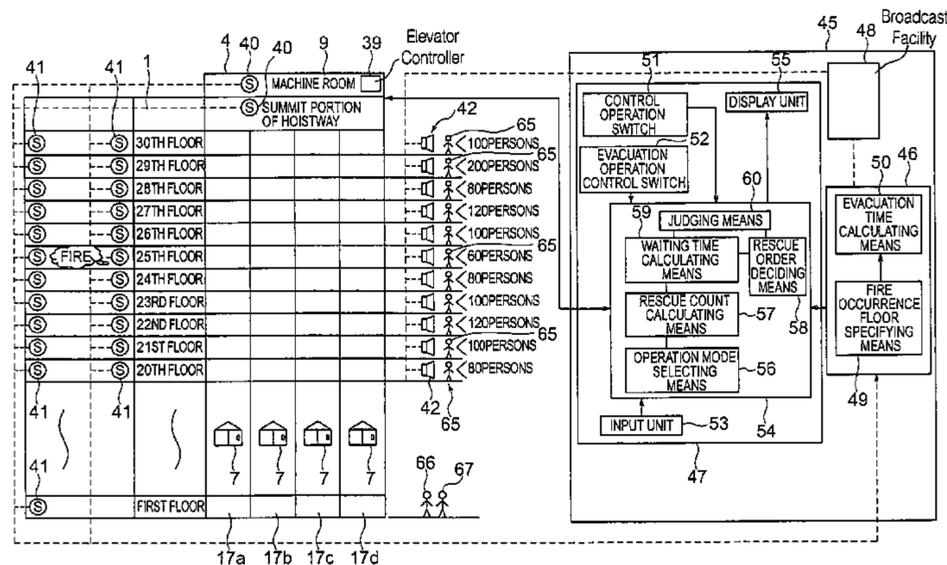 Broadcast
Facility
Elevator
Controller
4 40 40 9 39
41 41 1
MACHINE ROOM
SUMMIT PORTION
OF HOISTWAY
45 48
51 55
CONTROL
OPERATION
SWITCH
DISPLAY UNIT
52
EVACUATION
OPERATION
CONTROL SWITCH
60
JUDGING MEANS
59
WAITING TIME
CALCULATING
MEANS
RESCUE
ORDER
DECIDING
MEANS
58
RESCUE COUNT
CALCULATING
MEANS
57
OPERATION MODE
SELECTING
MEANS
56
INPUT UNIT
53
54
47
50 46
EVACUATION
TIME
CALCULATING
MEANS
FIRE
OCCURRENCE
FLOOR
SPECIFYING
MEANS
49
42 65
S S 30TH FLOOR 100PERSONS
65
S S 29TH FLOOR 200PERSONS
S S 28TH FLOOR 80PERSONS
S S 27TH FLOOR 120PERSONS
S S 26TH FLOOR 100PERSONS
65
S FIRE S 25TH FLOOR 60PERSONS
S S 24TH FLOOR 80PERSONS
S S 23RD FLOOR 100PERSONS
S S 22ND FLOOR 120PERSONS
65
S S 21ST FLOOR 100PERSONS
S S 20TH FLOOR 80PERSONS
41 41 42 65
7 7 7 7
41 66 67
S FIRST FLOOR
17a 17b 17c 17d